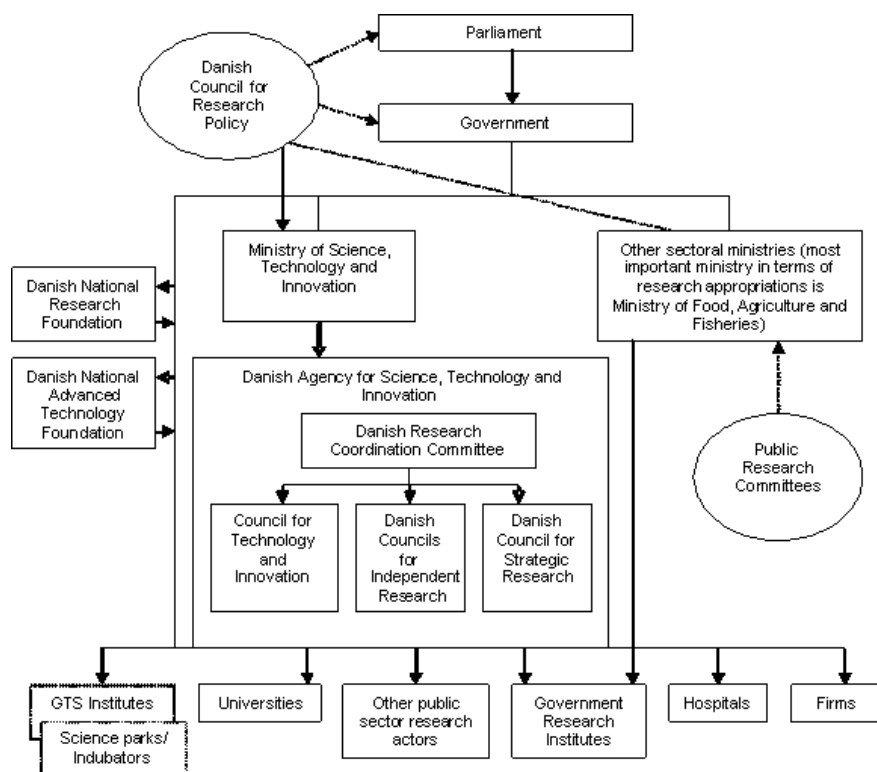 Parliament
Danish
Council for
Research
Policy
Government
Ministry of Science,
Technology and
Innovation
Other sectoral ministries (most
important ministry in terms of
research appropriations is
Ministry of Food, Agriculture and
Fisheries)
Danish National
Research
Foundation
Danish National
Advanced
Technology
Foundation
Danish Agency for Science, Technology and
Innovation
Danish Research
Coordination Committee
Public
Research
Committees
Council for
Technology
and
Innovation
Danish
Councils
for
Independent
Research
Danish
Council for
Strategic
Research
GTS Institutes
Science parks/
Indubators
Universities
Other public
sector research
actors
Government
Research
Institutes
Hospitals
Firms